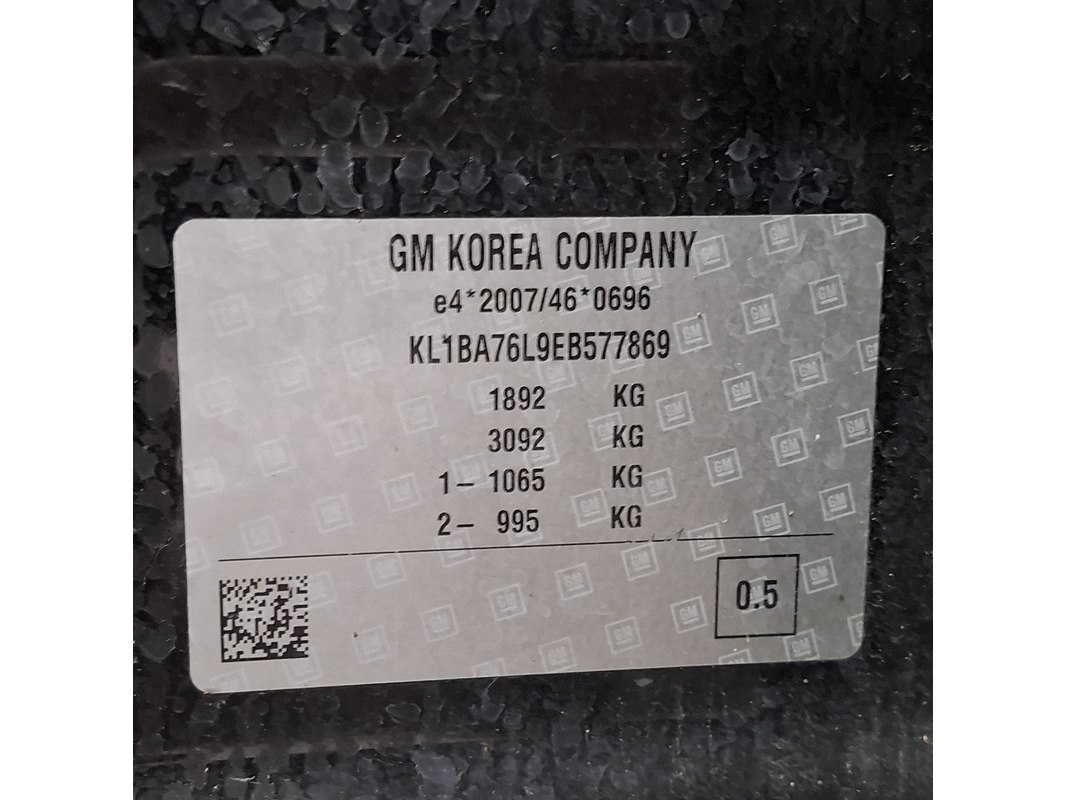 GM KOREA COMPANY
e4*2007/46*0696
KL1BA76L9EB577869
1892 KG
3092 KG
1– 1065 KG
2– 995 KG
0.5